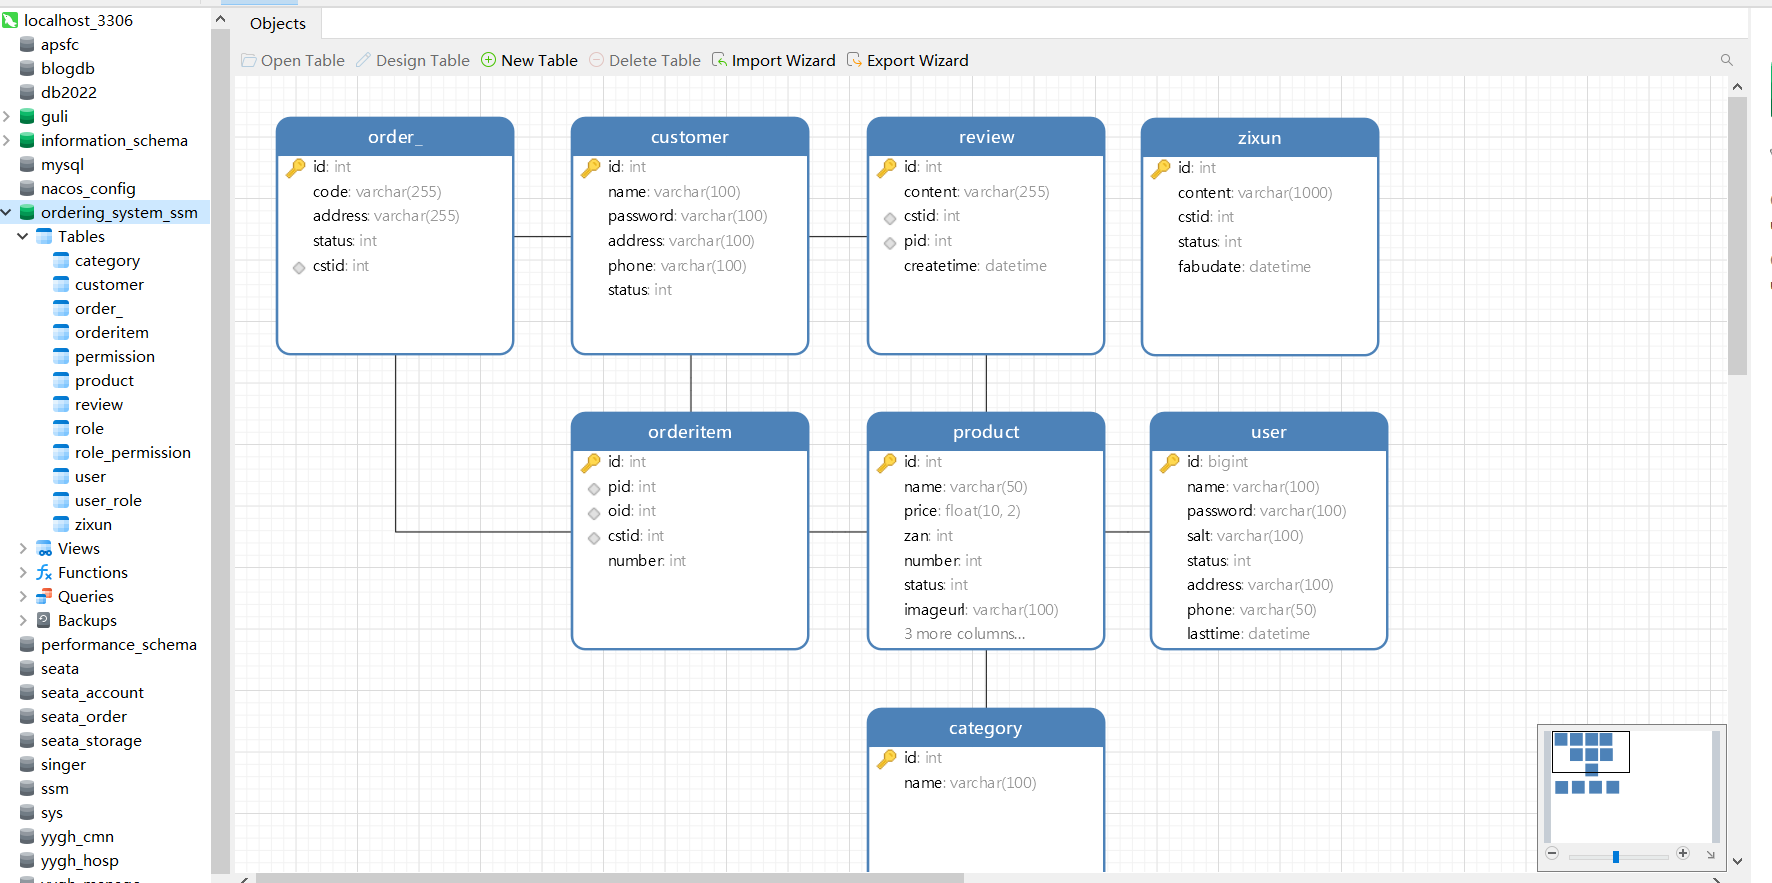 localhost_3306
apsfc
blogdb
db2022
guli
information_schema
mysql
nacos_config
ordering_system_ssm
Tables
category
customer
order_
orderitem
permission
product
review
role
role_permission
user
user_role
zixun
Views
Functions
Queries
Backups
performance_schema
seata
seata_account
seata_order
seata_storage
singer
ssm
sys
yygh_cmn
yygh_hosp
Objects
Open Table Design Table New Table Delete Table Import Wizard Export Wizard
order_
id: int
code: varchar(255)
address: varchar(255)
status: int
cstid: int
customer
id: int
name: varchar(100)
password: varchar(100)
address: varchar(100)
phone: varchar(100)
status: int
review
id: int
content: varchar(255)
cstid: int
pid: int
createtime: datetime
zixun
id: int
content: varchar(1000)
cstid: int
status: int
fabudate: datetime
orderitem
id: int
pid: int
oid: int
cstid: int
number: int
product
id: int
name: varchar(50)
price: float(10, 2)
zan: int
number: int
status: int
imageurl: varchar(100)
3 more columns...
user
id: bigint
name: varchar(100)
password: varchar(100)
salt: varchar(100)
status: int
address: varchar(100)
phone: varchar(50)
lasttime: datetime
category
id: int
name: varchar(100)